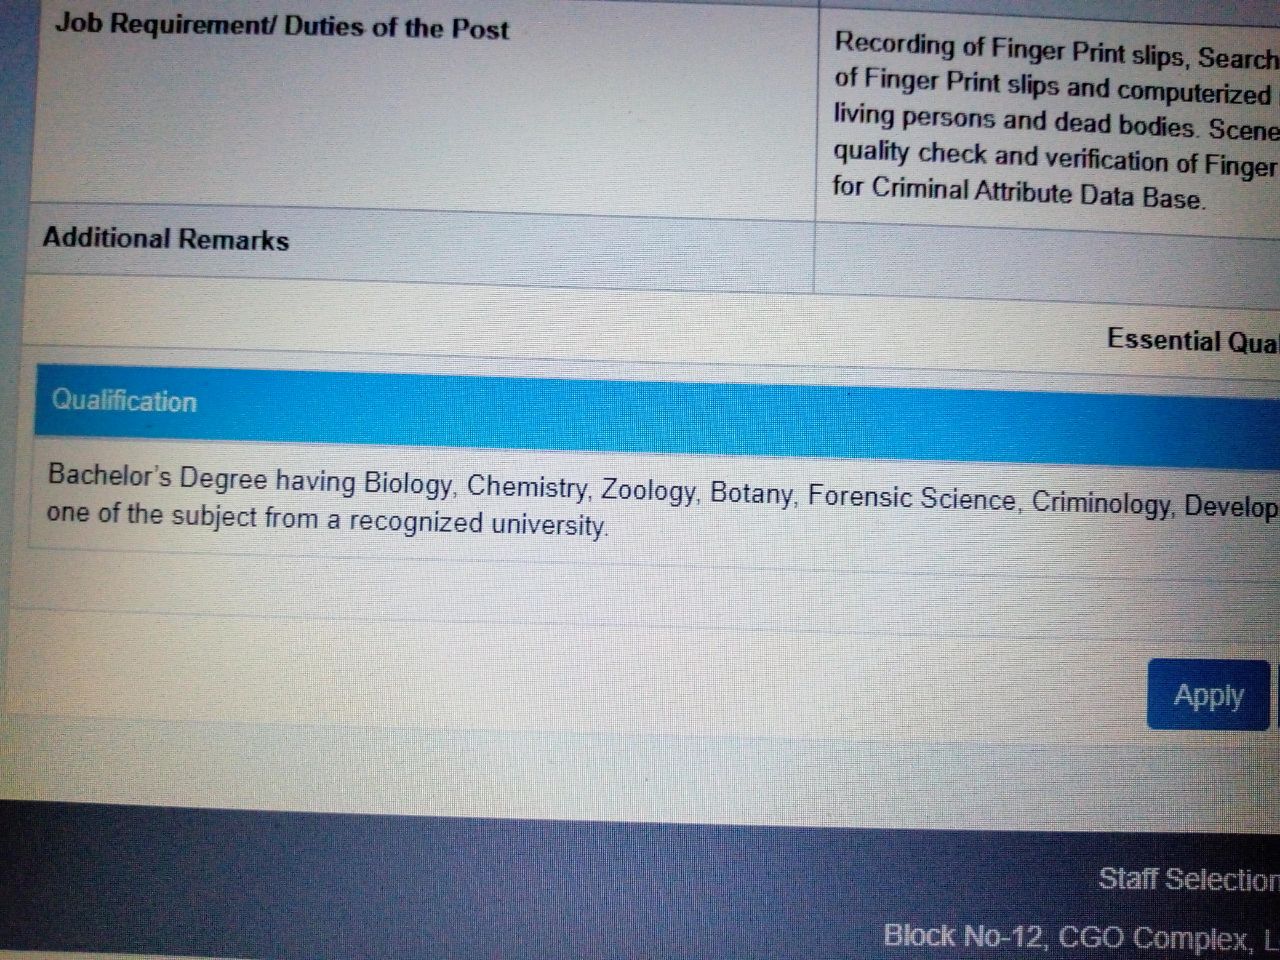 Job Requirement/ Duties of the Post
Recording of Finger Print slips, Search
of Finger Print slips and computerized
living persons and dead bodies. Scene
quality check and verification of Finger
for Criminal Attribute Data Base.
Additional Remarks
Essential Qual
Qualification
Bachelor's Degree having Biology, Chemistry, Zoology, Botany, Forensic Science, Criminology, Develop
one of the subject from a recognized university.
Apply
Staff Selection
Block No-12, CGO Complex, L